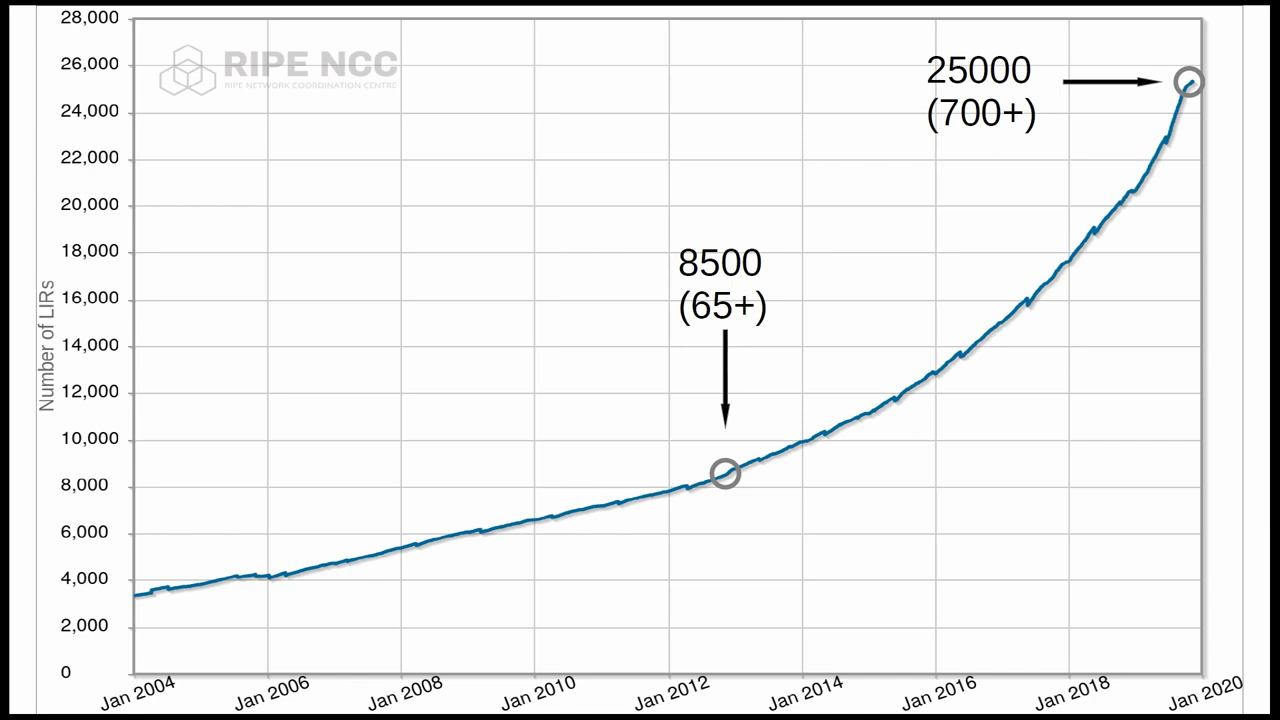 28,000
26,000
24,000
22,000
20,000
18,000
16,000
14,000
12,000
10,000
8,000
6,000
4,000
2,000
0
Number of LIRs
RIPE NCC
RIPE NETWORK COORDINATION CENTRE
25000
(700+)
8500
(65+)
Jan 2004
Jan 2006
Jan 2008
Jan 2010
Jan 2012
Jan 2014
Jan 2016
Jan 2018
Jan 2020